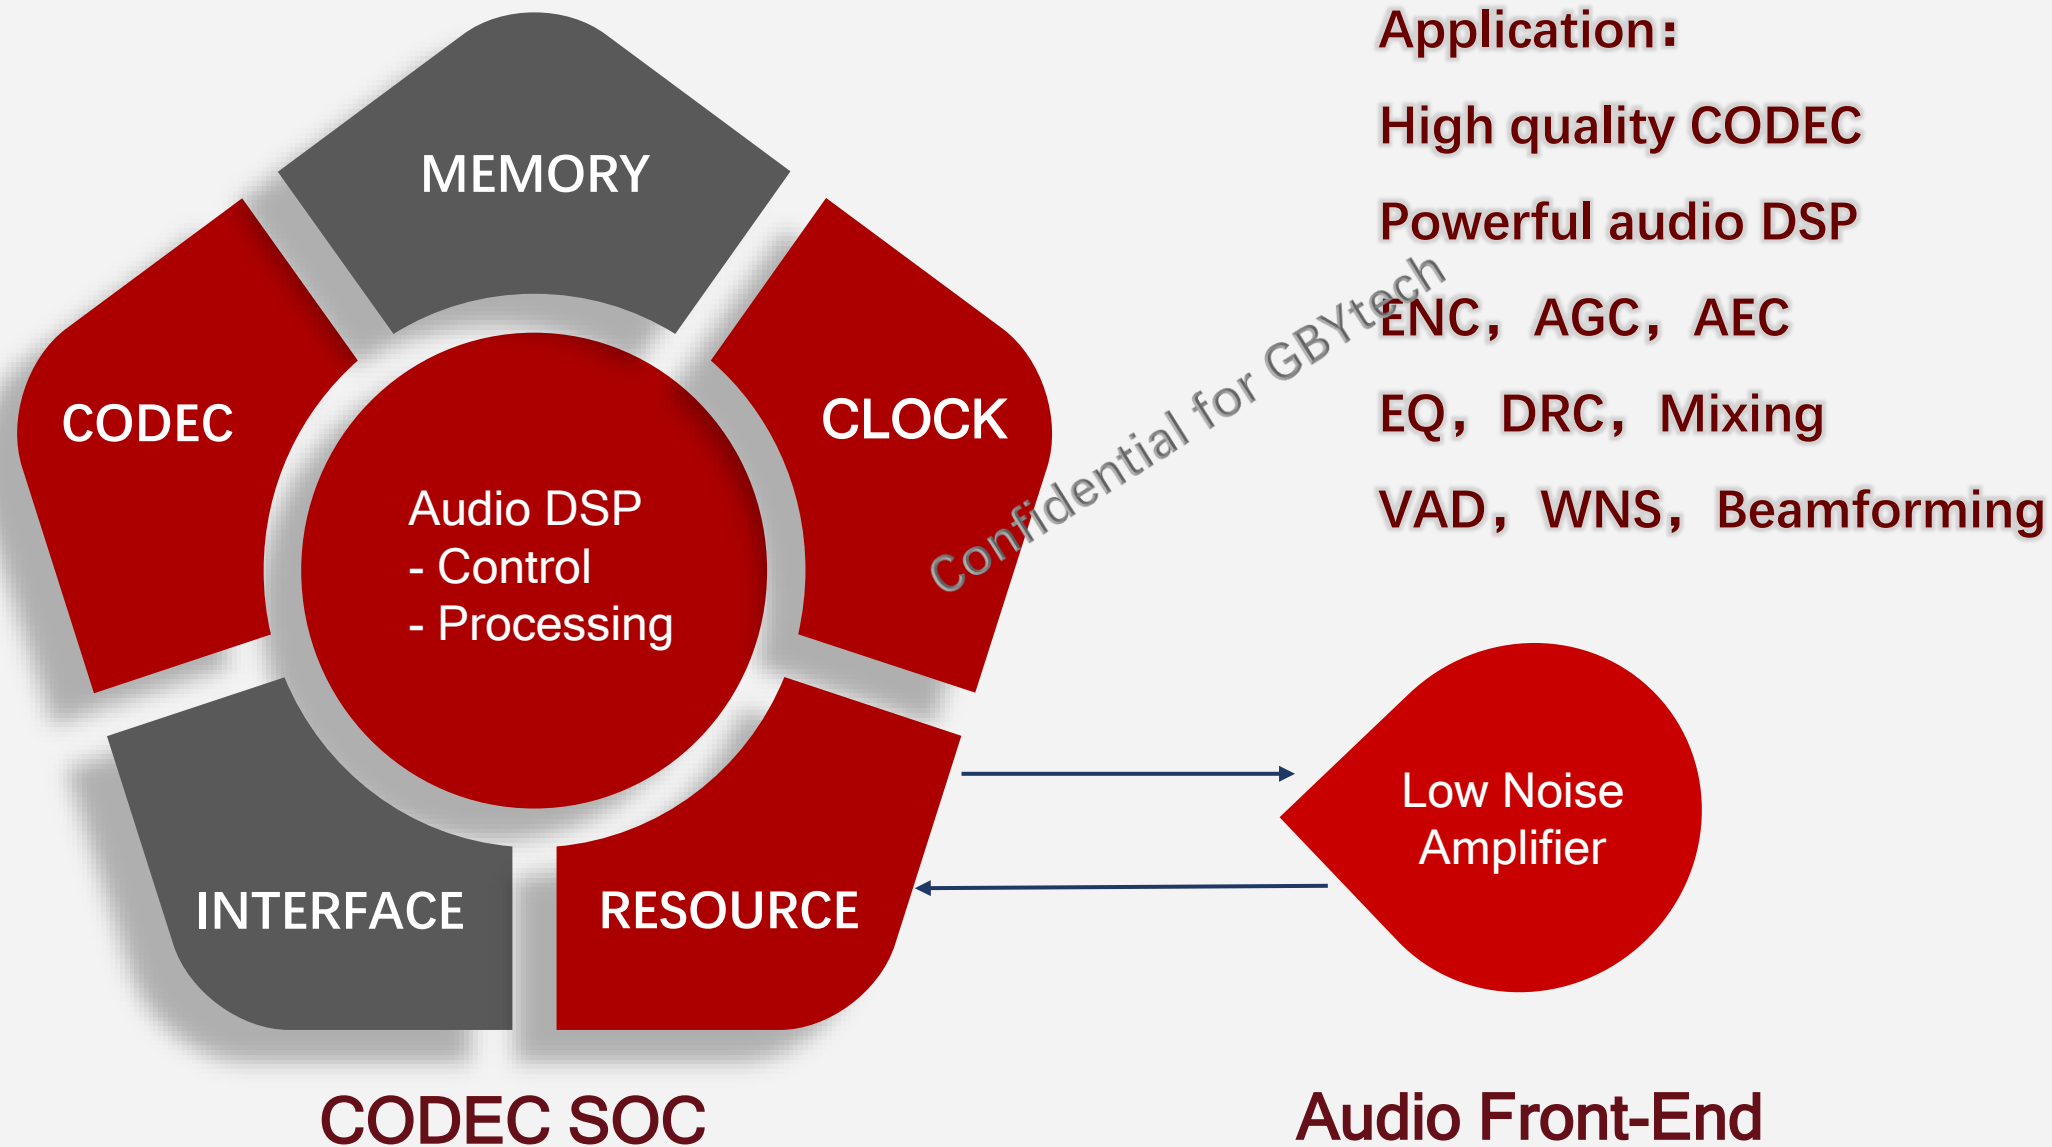 MEMORY
CODEC
CLOCK
Audio DSP
- Control
- Processing
INTERFACE
RESOURCE
CODEC SOC
Application：
High quality CODEC
Powerful audio DSP
ENC，AGC，AEC
EQ，DRC，Mixing
VAD，WNS，Beamforming
Confidential for GBYtech
Low Noise
Amplifier
Audio Front-End